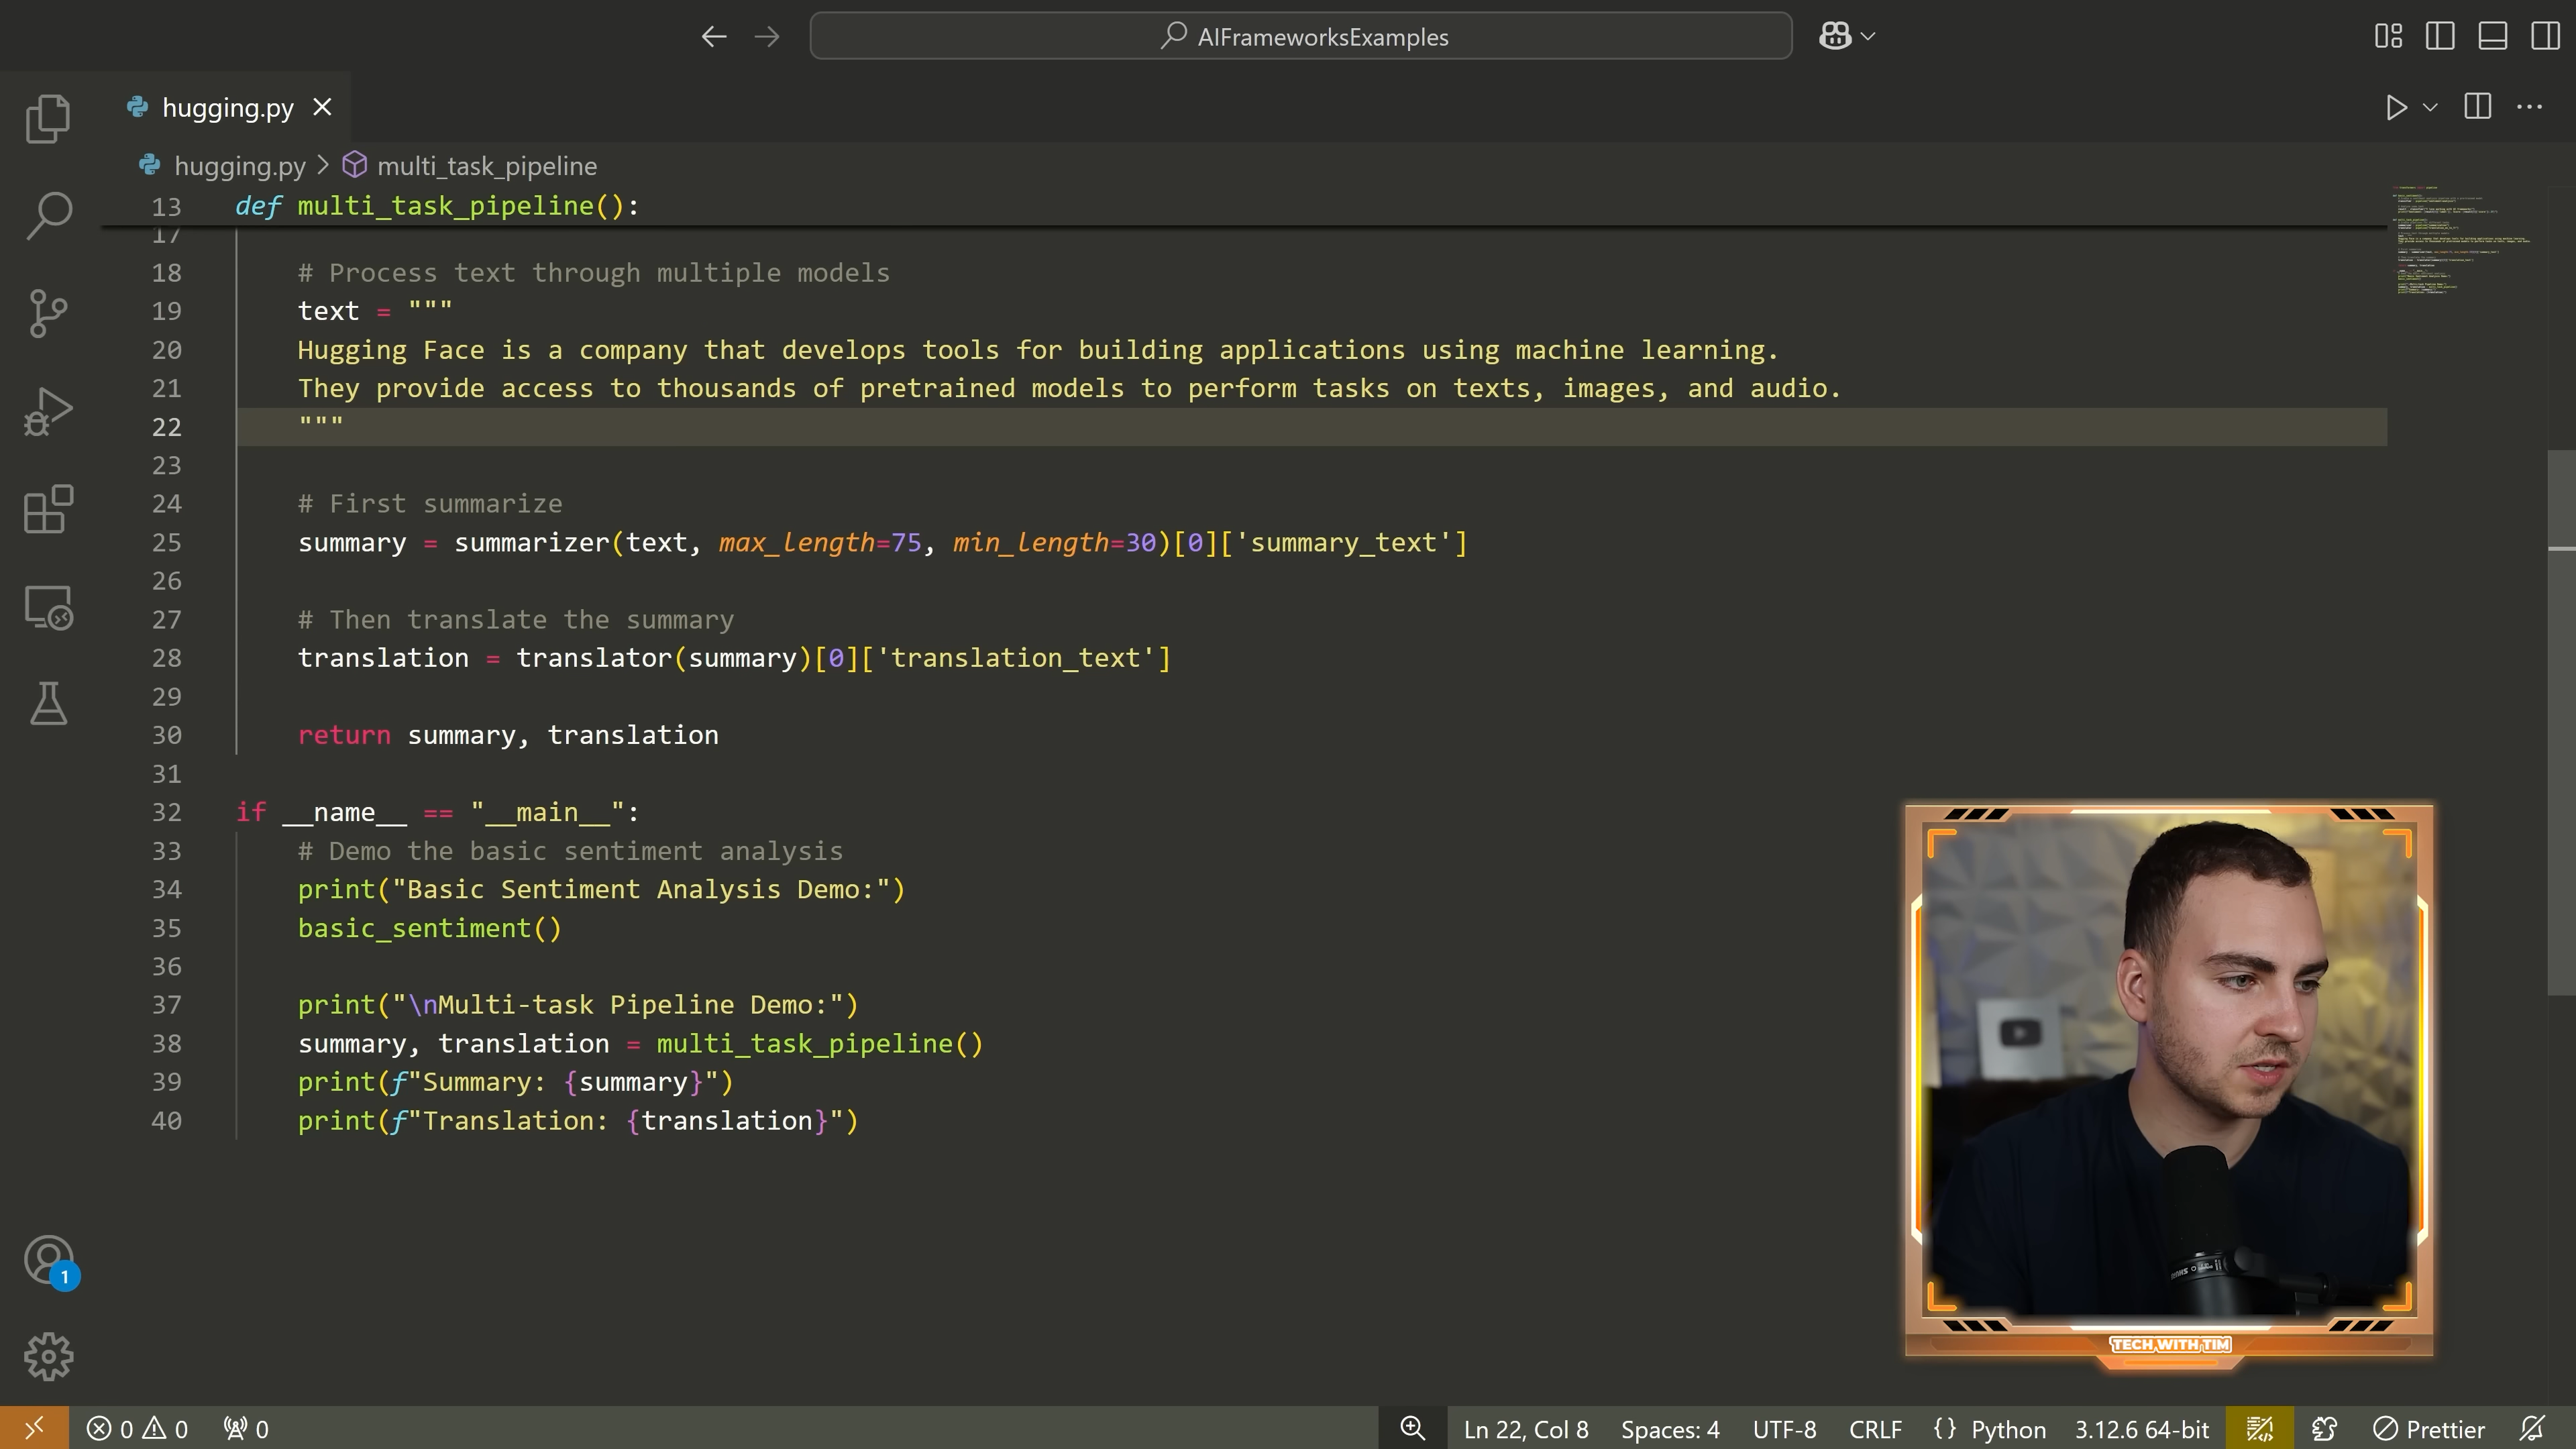 AIFrameworksExamples
hugging.py
hugging.py > multi_task_pipeline
13 def multi_task_pipeline():
17
18 # Process text through multiple models
19 text = """
20 Hugging Face is a company that develops tools for building applications using machine learning.
21 They provide access to thousands of pretrained models to perform tasks on texts, images, and audio.
22 """
23
24 # First summarize
25 summary = summarizer(text, max_length=75, min_length=30)[0]['summary_text']
26
27 # Then translate the summary
28 translation = translator(summary)[0]['translation_text']
29
30 return summary, translation
31
32 if __name__ == "__main__":
33 # Demo the basic sentiment analysis
34 print("Basic Sentiment Analysis Demo:")
35 basic_sentiment()
36
37 print("\nMulti-task Pipeline Demo:")
38 summary, translation = multi_task_pipeline()
39 print(f"Summary: {summary}")
40 print(f"Translation: {translation}")
1
TECH WITH TIM
0 0 0 Ln 22, Col 8 Spaces: 4 UTF-8 CRLF {} Python 3.12.6 64-bit Prettier